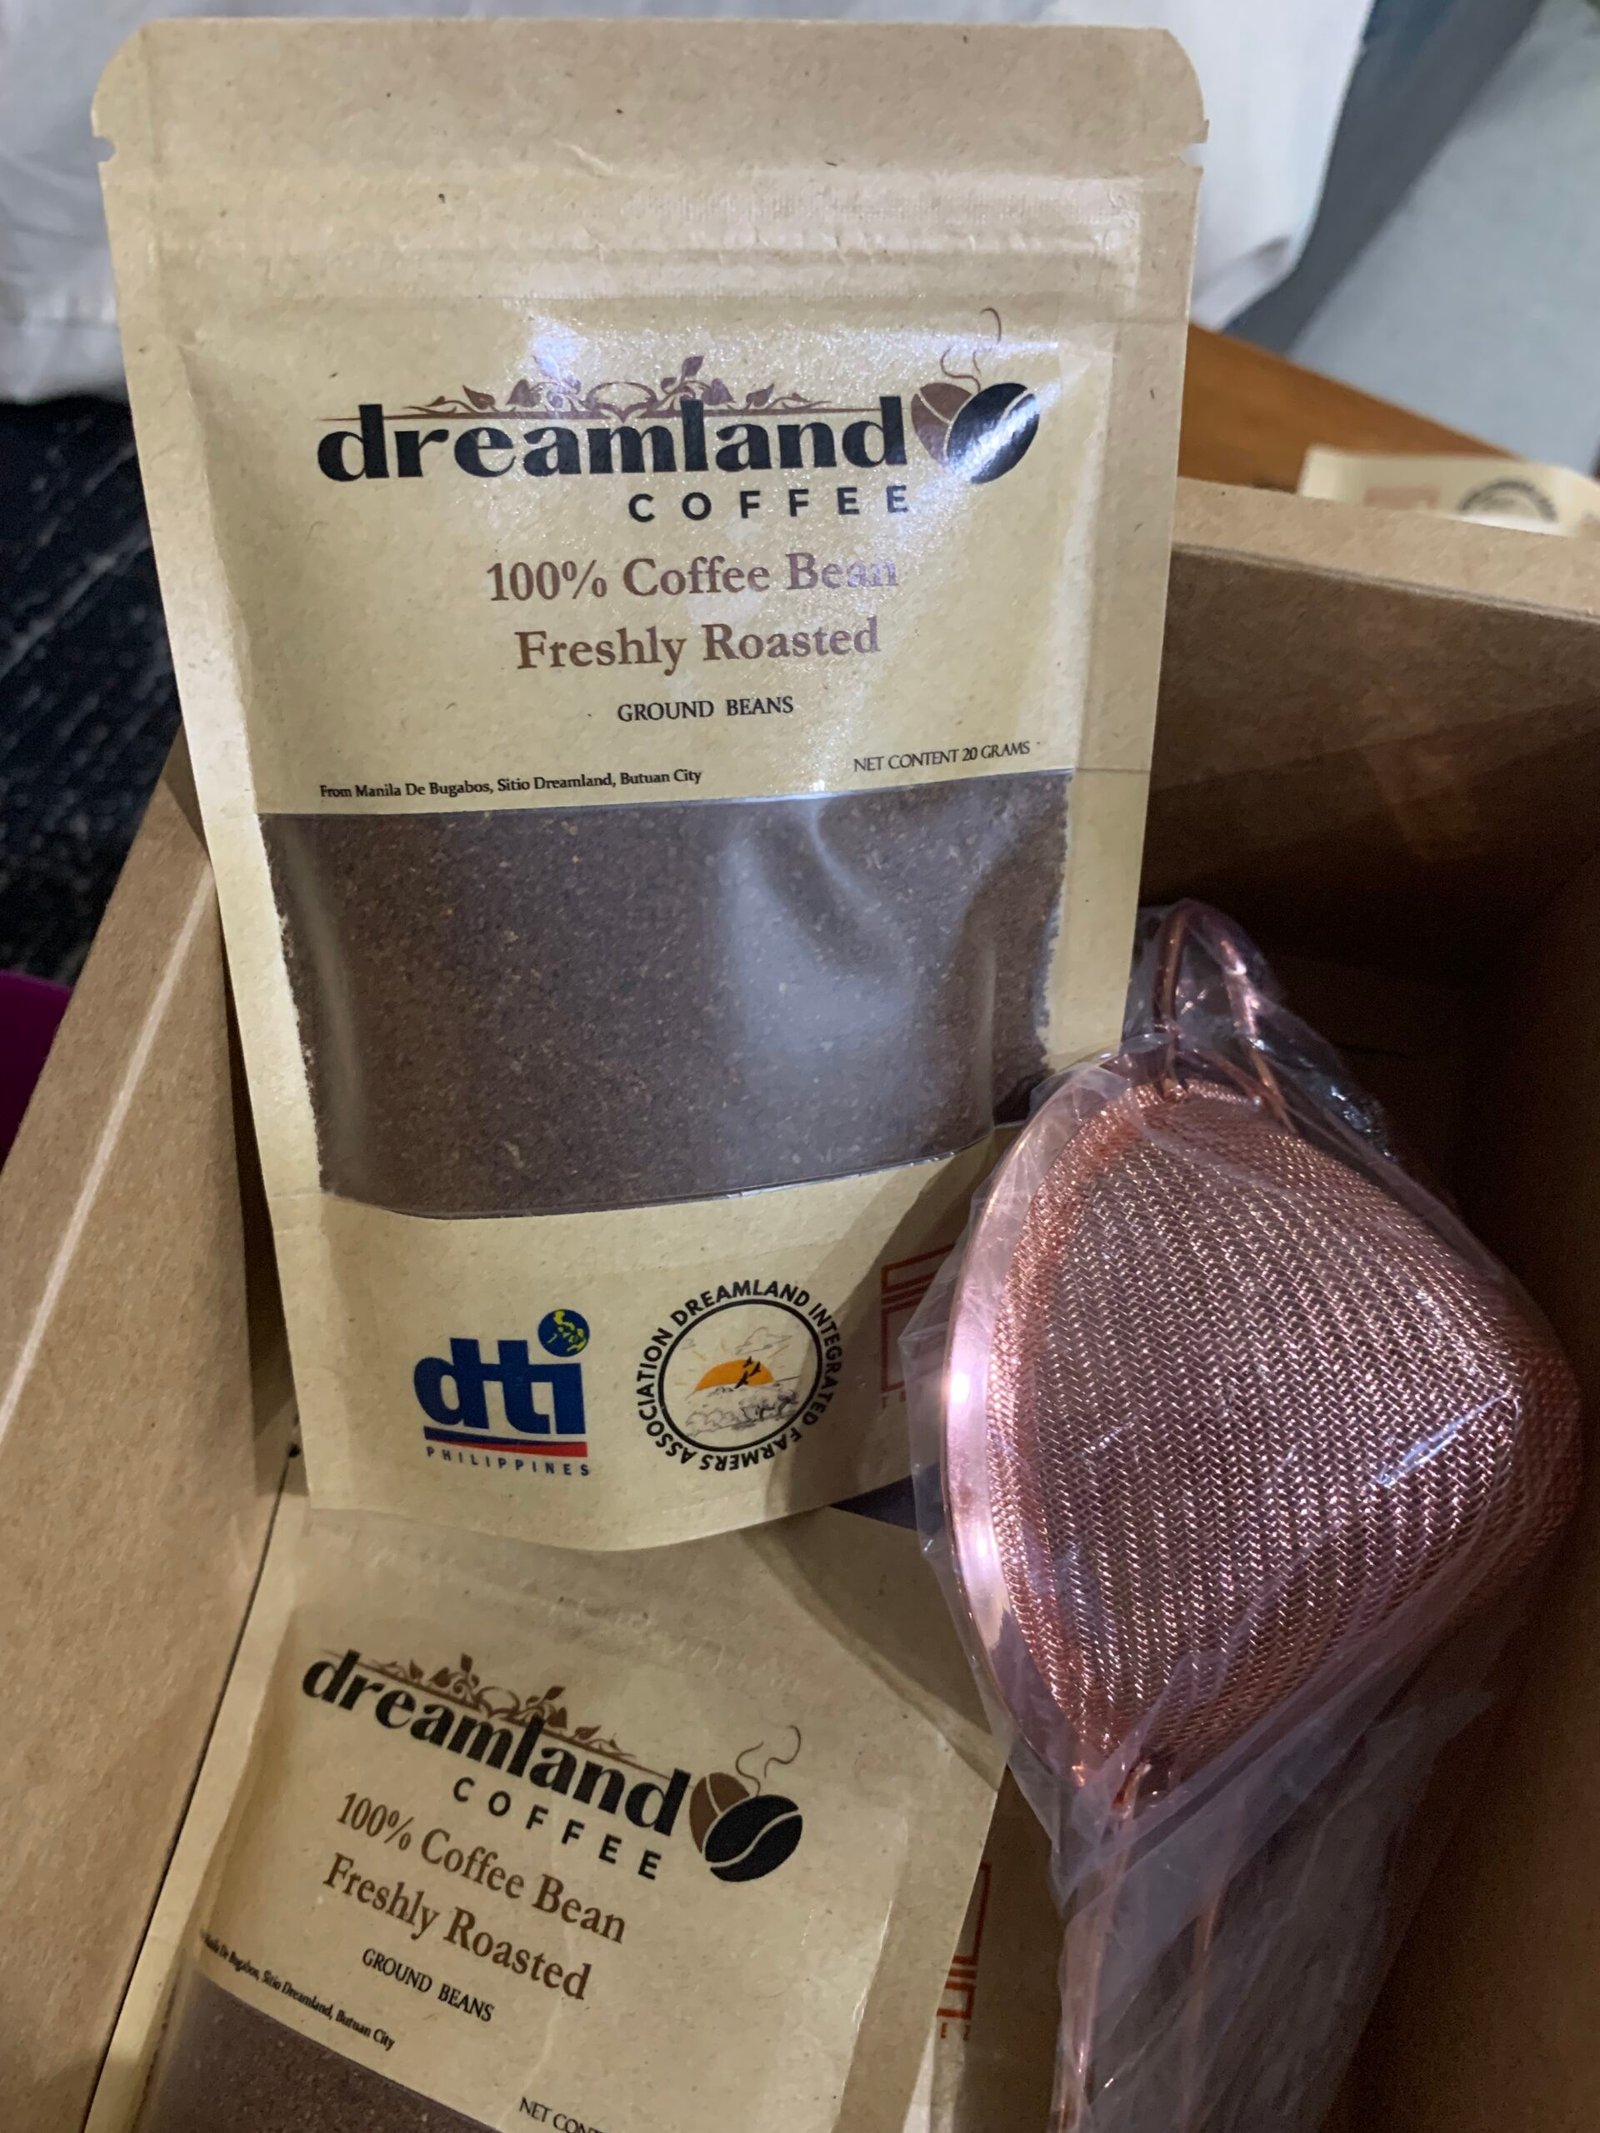 dreamland
COFFEE
100% Coffee Bean
Freshly Roasted
GROUND BEANS
NET CONTENT 20 GRAMS
From Manila De Bugabos, Sitio Dreamland, Butuan City
dti
PHILIPPINES
ASSOCIATION DREAMLAND INTEGRATED FARMERS
dreamland
COFFEE
100% Coffee Bean
Freshly Roasted
GROUND BEANS
De Bugabos, Sitio Dreamland, Butuan City
NET